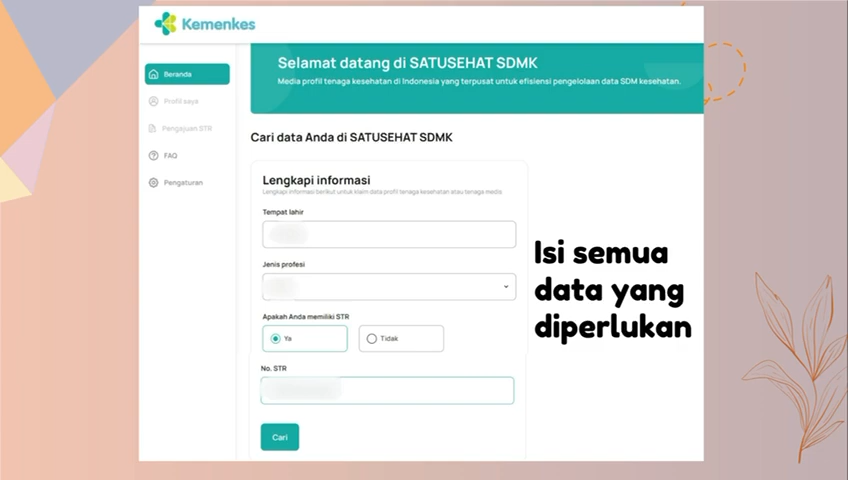 Kemenkes
Beranda
Profil saya
Pengajuan STR
FAQ
Pengaturan
Selamat datang di SATUSEHAT SDMK
Media profil tenaga kesehatan di Indonesia yang terpusat untuk efisiensi pengelolaan data SDM kesehatan.
Cari data Anda di SATUSEHAT SDMK
Lengkapi informasi
Lengkapi informasi berikut untuk klaim data profil tenaga kesehatan atau tenaga medis
Tempat lahir
Jenis profesi
Apakah Anda memiliki STR
Ya
Tidak
No. STR
Cari
Isi semua
data yang
diperlukan